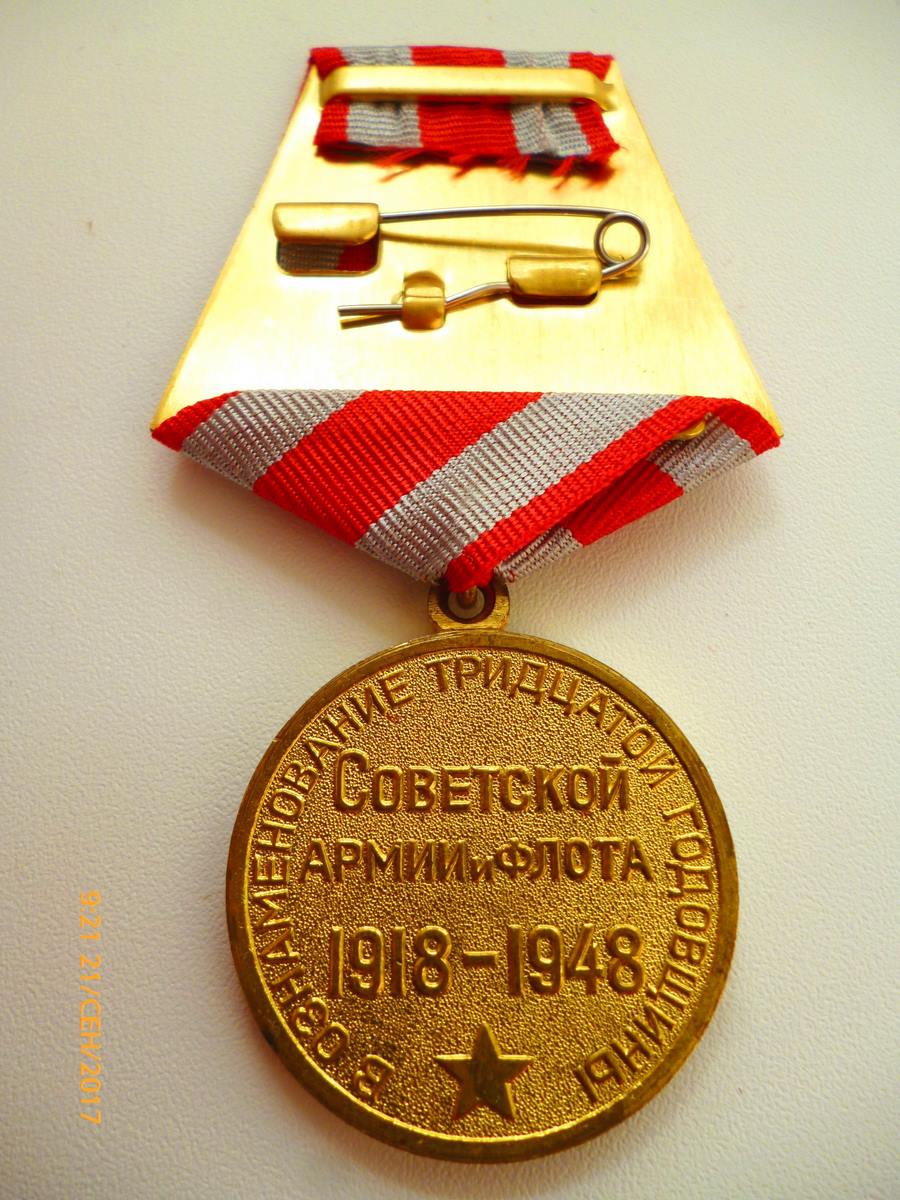 В ОЗНАМЕНОВАНИЕ ТРИДЦАТОЙ ГОДОВЩИНЫ
СОВЕТСКОЙ
АРМИИ и ФЛОТА
1918-1948
9:21 21/СЕН/2017